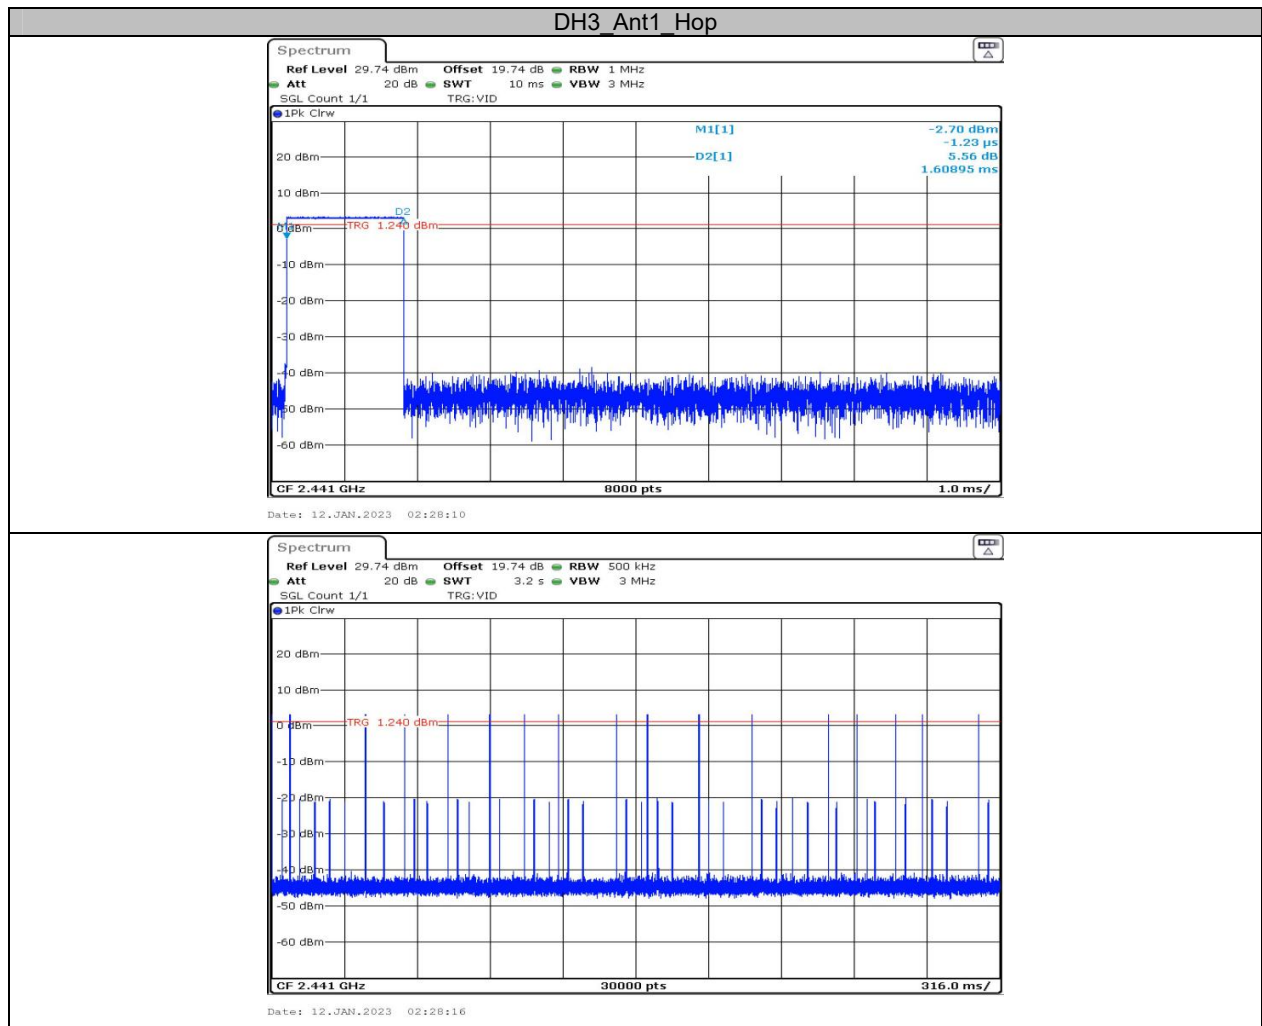 DH3_Ant1_Hop
Spectrum
Ref Level 29.74 dBm Offset 19.74 dB RBW 1 MHz
Att 20 dB SWT 10 ms VBW 3 MHz
SGL Count 1/1 TRG:VID
1Pk Clrw
M1[1] -2.70 dBm
-1.23 µs
20 dBm D2[1] 5.56 dB
1.60895 ms
10 dBm
D2
0 dBm TRG 1.240 dBm
-10 dBm
-20 dBm
-30 dBm
-40 dBm
-50 dBm
-60 dBm
CF 2.441 GHz 8000 pts 1.0 ms/
Date: 12.JAN.2023 02:28:10
Spectrum
Ref Level 29.74 dBm Offset 19.74 dB RBW 500 kHz
Att 20 dB SWT 3.2 s VBW 3 MHz
SGL Count 1/1 TRG:VID
1Pk Clrw
20 dBm
10 dBm
0 dBm TRG 1.240 dBm
-10 dBm
-20 dBm
-30 dBm
-40 dBm
-50 dBm
-60 dBm
CF 2.441 GHz 30000 pts 316.0 ms/
Date: 12.JAN.2023 02:28:16